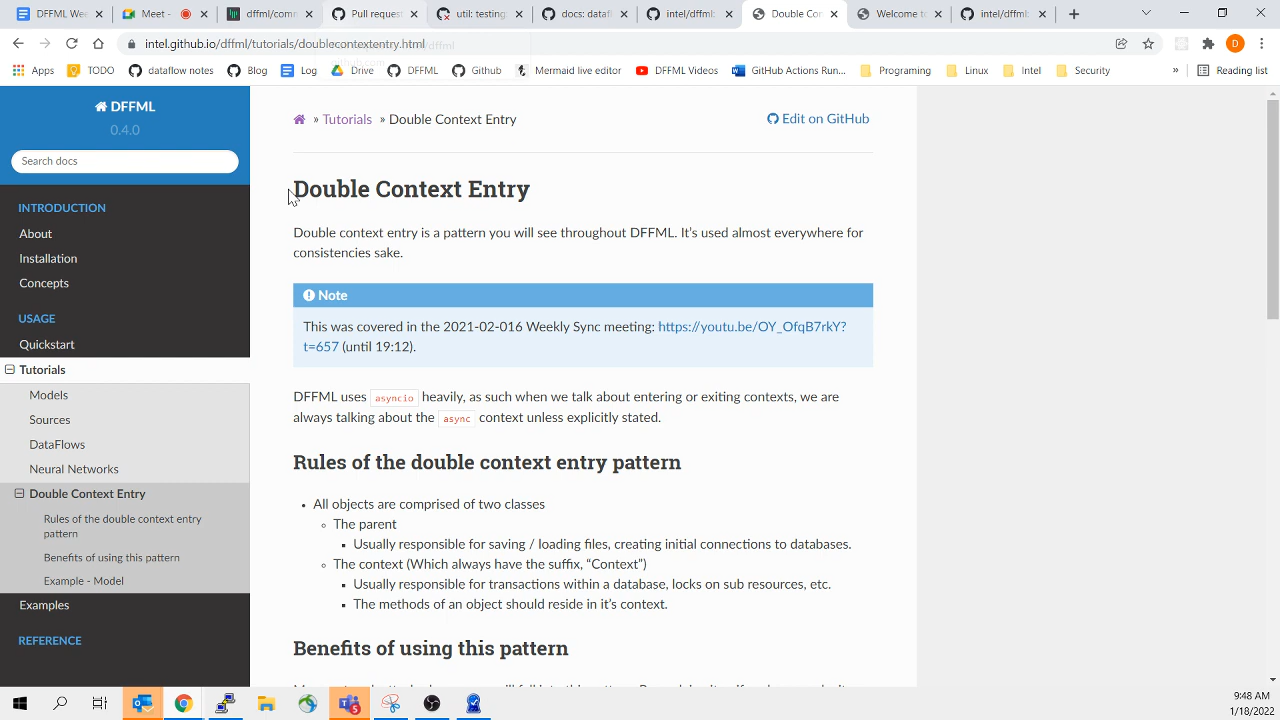 DFFML Wee
Meet -
dffml/com
Pull request
util: testing:
docs: dataf
intel/dffml
Double Con
Welcome t
intel/dffml
intel.github.io/dffml/tutorials/doublecontextentry.html
Apps
TODO
dataflow notes
Blog
Log
Drive
DFFML
Github
Mermaid live editor
DFFML Videos
GitHub Actions Run...
Programing
Linux
Intel
Security
»
Reading list
DFFML
0.4.0
Search docs
INTRODUCTION
About
Installation
Concepts
USAGE
Quickstart
Tutorials
Models
Sources
DataFlows
Neural Networks
Double Context Entry
Rules of the double context entry
pattern
Benefits of using this pattern
Example - Model
Examples
REFERENCE
» Tutorials » Double Context Entry
Edit on GitHub
Double Context Entry
Double context entry is a pattern you will see throughout DFFML. It’s used almost everywhere for
consistencies sake.
Note
This was covered in the 2021-02-016 Weekly Sync meeting: https://youtu.be/OY_OfqB7rkY?
t=657 (until 19:12).
DFFML uses asyncio heavily, as such when we talk about entering or exiting contexts, we are
always talking about the async context unless explicitly stated.
Rules of the double context entry pattern
All objects are comprised of two classes
The parent
Usually responsible for saving / loading files, creating initial connections to databases.
The context (Which always have the suffix, “Context”)
Usually responsible for transactions within a database, locks on sub resources, etc.
The methods of an object should reside in it’s context.
Benefits of using this pattern
9:48 AM
1/18/2022